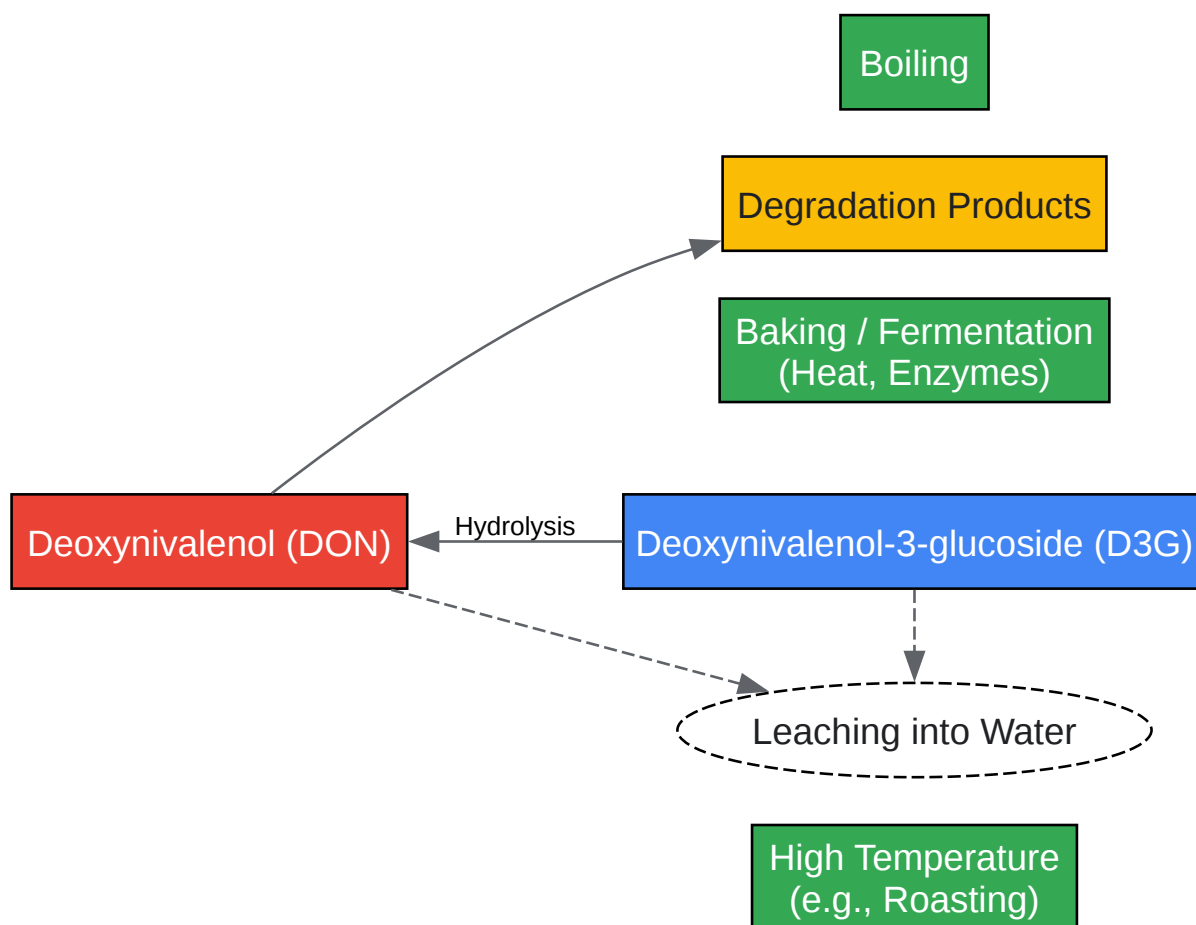 Boiling
Degradation Products
Baking / Fermentation
(Heat, Enzymes)
Deoxynivalenol (DON)
Hydrolysis
Deoxynivalenol-3-glucoside (D3G)
Leaching into Water
High Temperature
(e.g., Roasting)